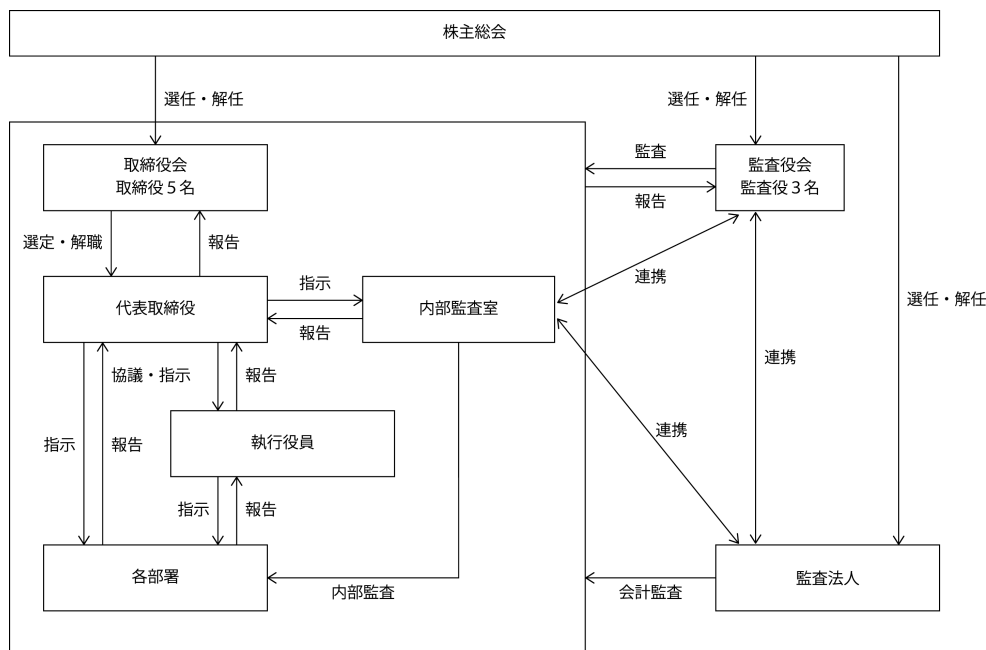 株主総会
選任・解任
選任・解任
取締役会
取締役５名
監査
監査役会
監査役３名
報告
選定・解職
報告
連携
指示
代表取締役
内部監査室
選任・解任
報告
連携
協議・指示
報告
連携
指示
報告
執行役員
指示
報告
各部署
監査法人
内部監査
会計監査